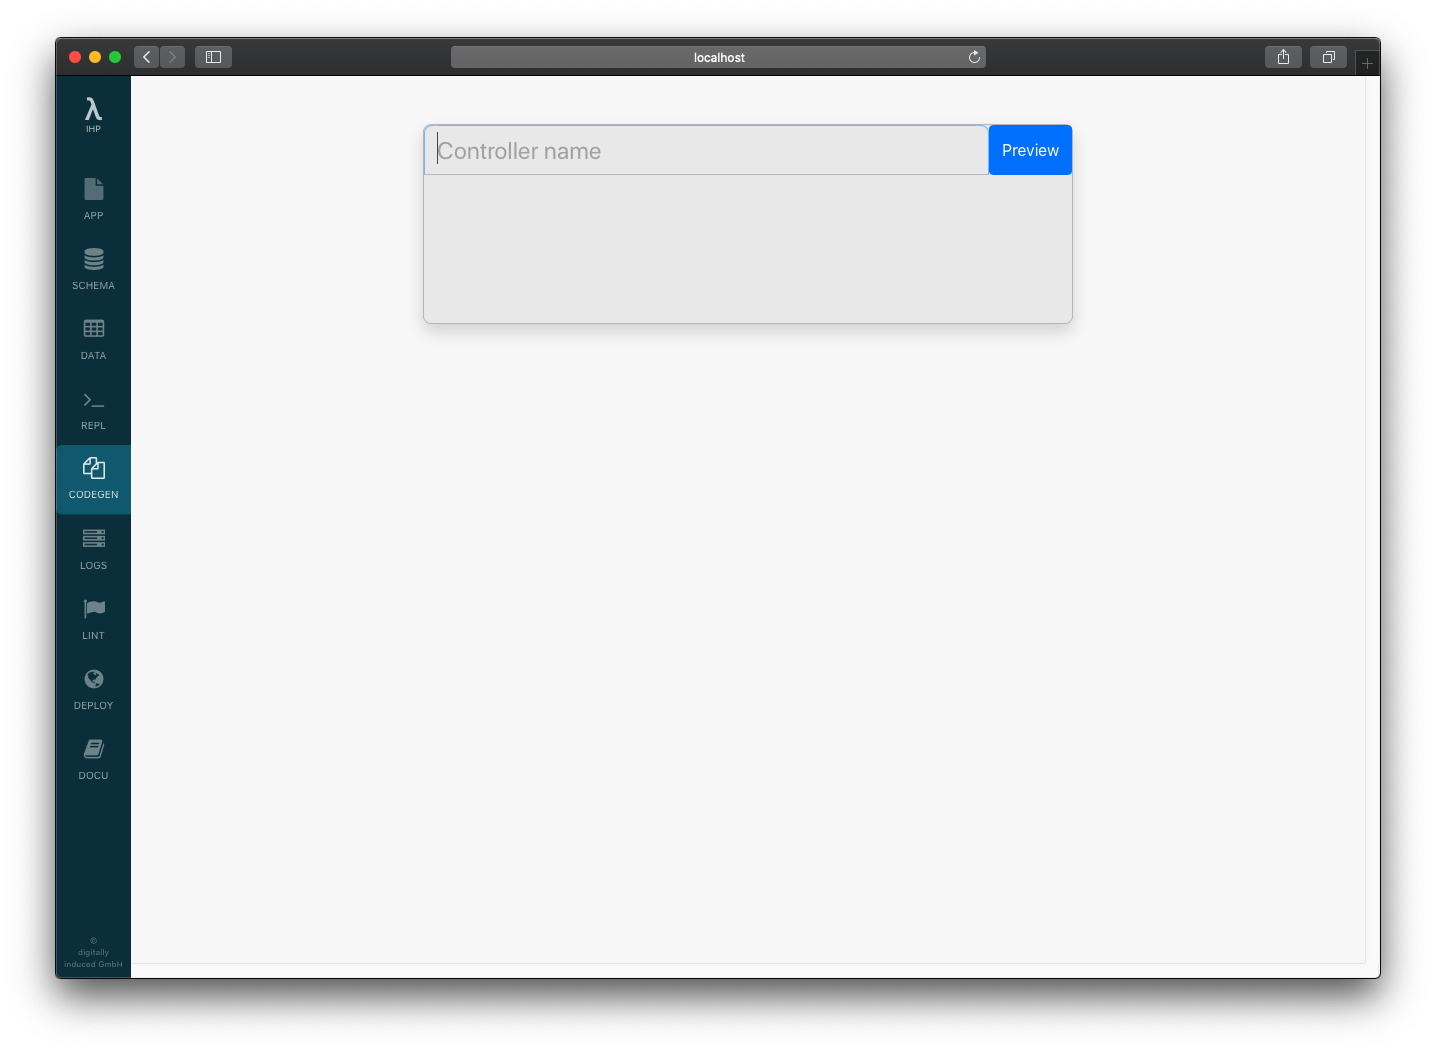 localhost
λ
IHP
APP
SCHEMA
DATA
REPL
CODEGEN
LOGS
LINT
DEPLOY
DOCU
©
digitally
induced GmbH
Controller name
Preview